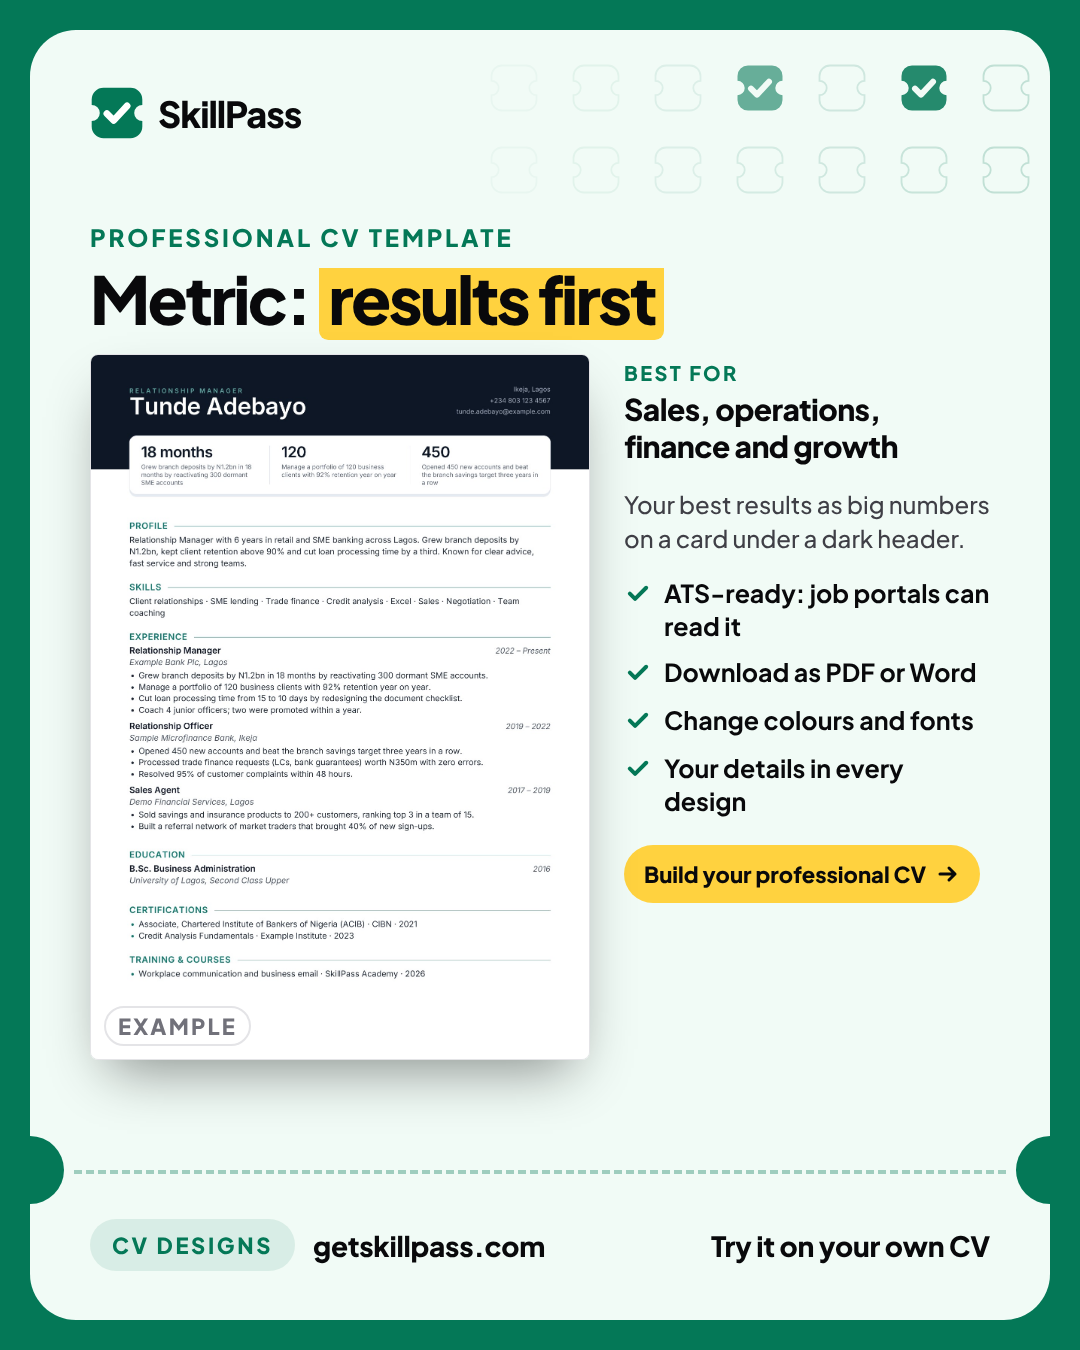 SkillPass
PROFESSIONAL CV TEMPLATE
Metric: results first
RELATIONSHIP MANAGER
Tunde Adebayo
Ikeja, Lagos
+234 803 123 4567
tunde.adebayo@example.com
18 months
Grew branch deposits by N1.2bn in 18
months by reactivating 300 dormant
SME accounts
120
Manage a portfolio of 120 business
clients with 92% retention year on year
450
Opened 450 new accounts and beat
the branch savings target three years in
a row
PROFILE
Relationship Manager with 6 years in retail and SME banking across Lagos. Grew branch deposits by
N1.2bn, kept client retention above 90% and cut loan processing time by a third. Known for clear advice,
fast service and strong teams.
SKILLS
Client relationships · SME lending · Trade finance · Credit analysis · Excel · Sales · Negotiation · Team
coaching
EXPERIENCE
Relationship Manager 2022 – Present
Example Bank Plc, Lagos
• Grew branch deposits by N1.2bn in 18 months by reactivating 300 dormant SME accounts.
• Manage a portfolio of 120 business clients with 92% retention year on year.
• Cut loan processing time from 15 to 10 days by redesigning the document checklist.
• Coach 4 junior officers; two were promoted within a year.
Relationship Officer 2019 – 2022
Sample Microfinance Bank, Ikeja
• Opened 450 new accounts and beat the branch savings target three years in a row.
• Processed trade finance requests (LCs, bank guarantees) worth N350m with zero errors.
• Resolved 95% of customer complaints within 48 hours.
Sales Agent 2017 – 2019
Demo Financial Services, Lagos
• Sold savings and insurance products to 200+ customers, ranking top 3 in a team of 15.
• Built a referral network of market traders that brought 40% of new sign-ups.
EDUCATION
B.Sc. Business Administration 2016
University of Lagos, Second Class Upper
CERTIFICATIONS
• Associate, Chartered Institute of Bankers of Nigeria (ACIB) · CIBN · 2021
• Credit Analysis Fundamentals · Example Institute · 2023
TRAINING & COURSES
• Workplace communication and business email · SkillPass Academy · 2026
EXAMPLE
BEST FOR
Sales, operations,
finance and growth
Your best results as big numbers
on a card under a dark header.
ATS-ready: job portals can
read it
Download as PDF or Word
Change colours and fonts
Your details in every
design
Build your professional CV →
CV DESIGNS
getskillpass.com
Try it on your own CV